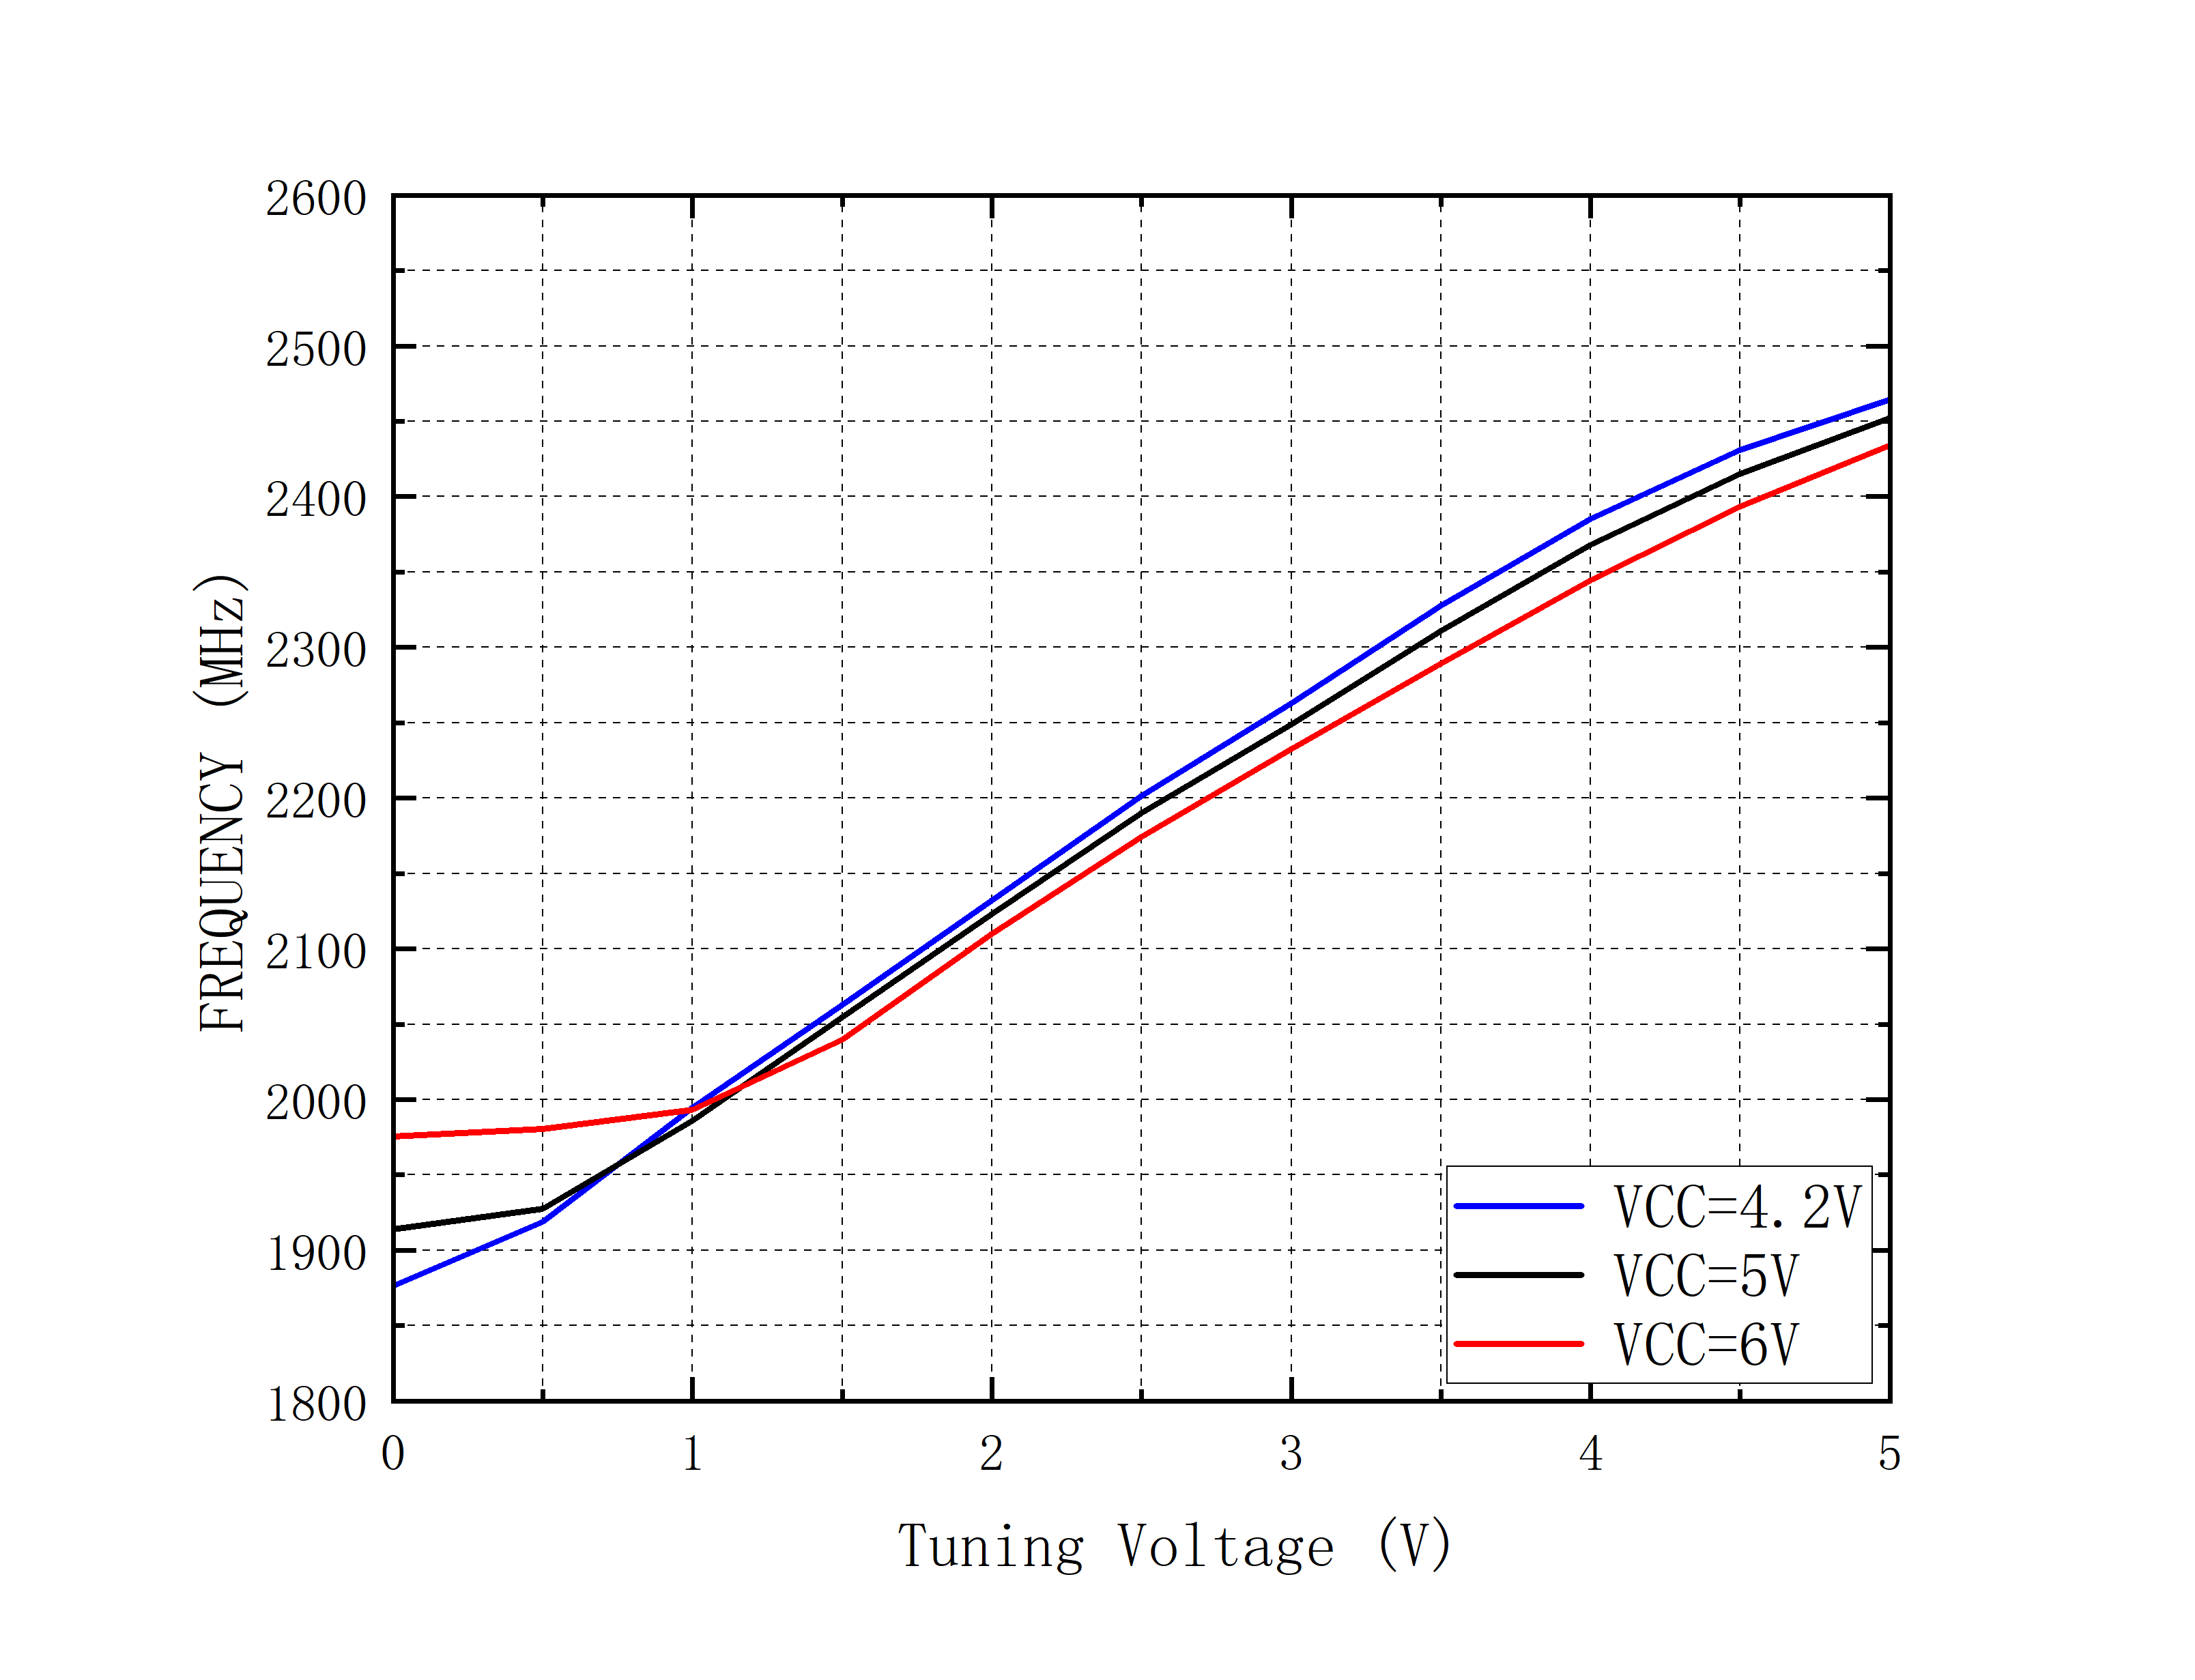 2600
2500
2400
2300
2200
2100
2000
1900
1800
FREQUENCY (MHz)
0 1 2 3 4 5
Tuning Voltage (V)
VCC=4.2V
VCC=5V
VCC=6V